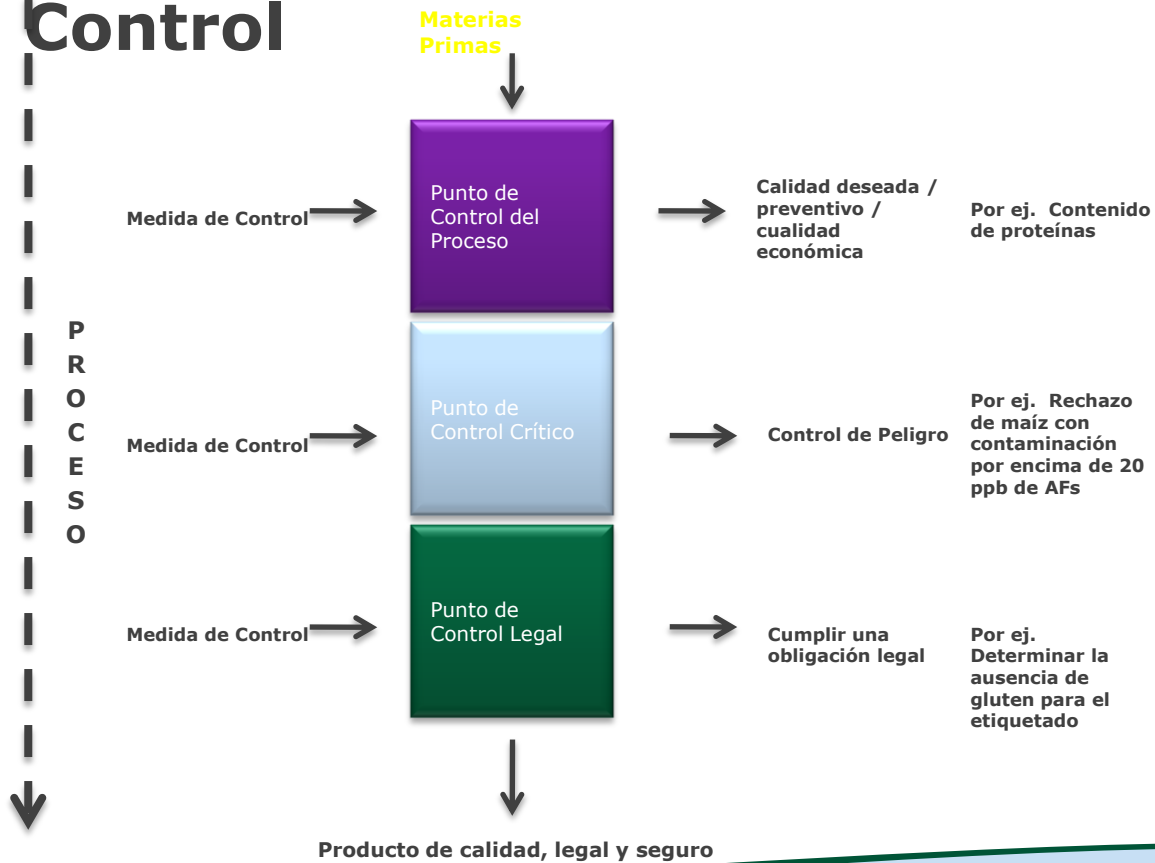 Control
Materias
Primas
Medida de Control
Punto de
Control del
Proceso
Calidad deseada /
preventivo /
cualidad
económica
Por ej.  Contenido
de proteínas
P
R
O
C
E
S
O
Medida de Control
Punto de
Control Crítico
Control de Peligro
Por ej.  Rechazo
de maíz con
contaminación
por encima de 20
ppb de AFs
Medida de Control
Punto de
Control Legal
Cumplir una
obligación legal
Por ej.
Determinar la
ausencia de
gluten para el
etiquetado
Producto de calidad, legal y seguro